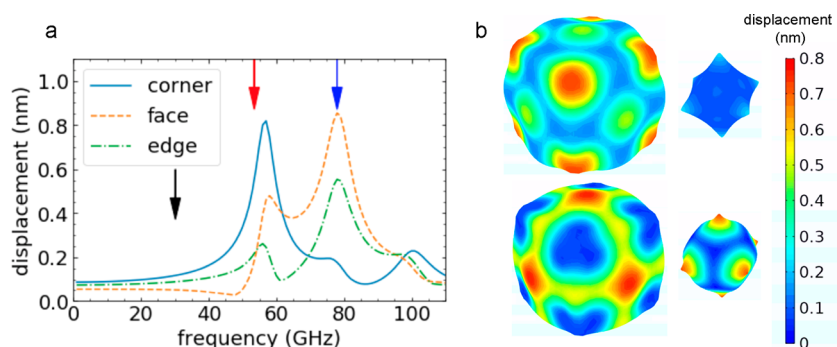 a
displacement (nm)
1.0
0.8
0.6
0.4
0.2
0.0
corner
face
edge
0
20
40
60
80
100
frequency (GHz)
b
displacement
(nm)
0.8
0.7
0.6
0.5
0.4
0.3
0.2
0.1
0